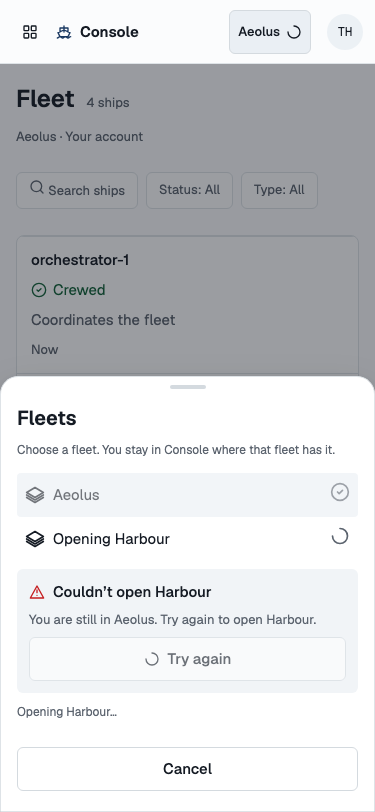 Console
Aeolus
TH
Fleet
4 ships
Aeolus · Your account
Search ships
Status: All
Type: All
orchestrator-1
Crewed
Coordinates the fleet
Now
Fleets
Choose a fleet. You stay in Console where that fleet has it.
Aeolus
Opening Harbour
Couldn’t open Harbour
You are still in Aeolus. Try again to open Harbour.
Try again
Opening Harbour…
Cancel